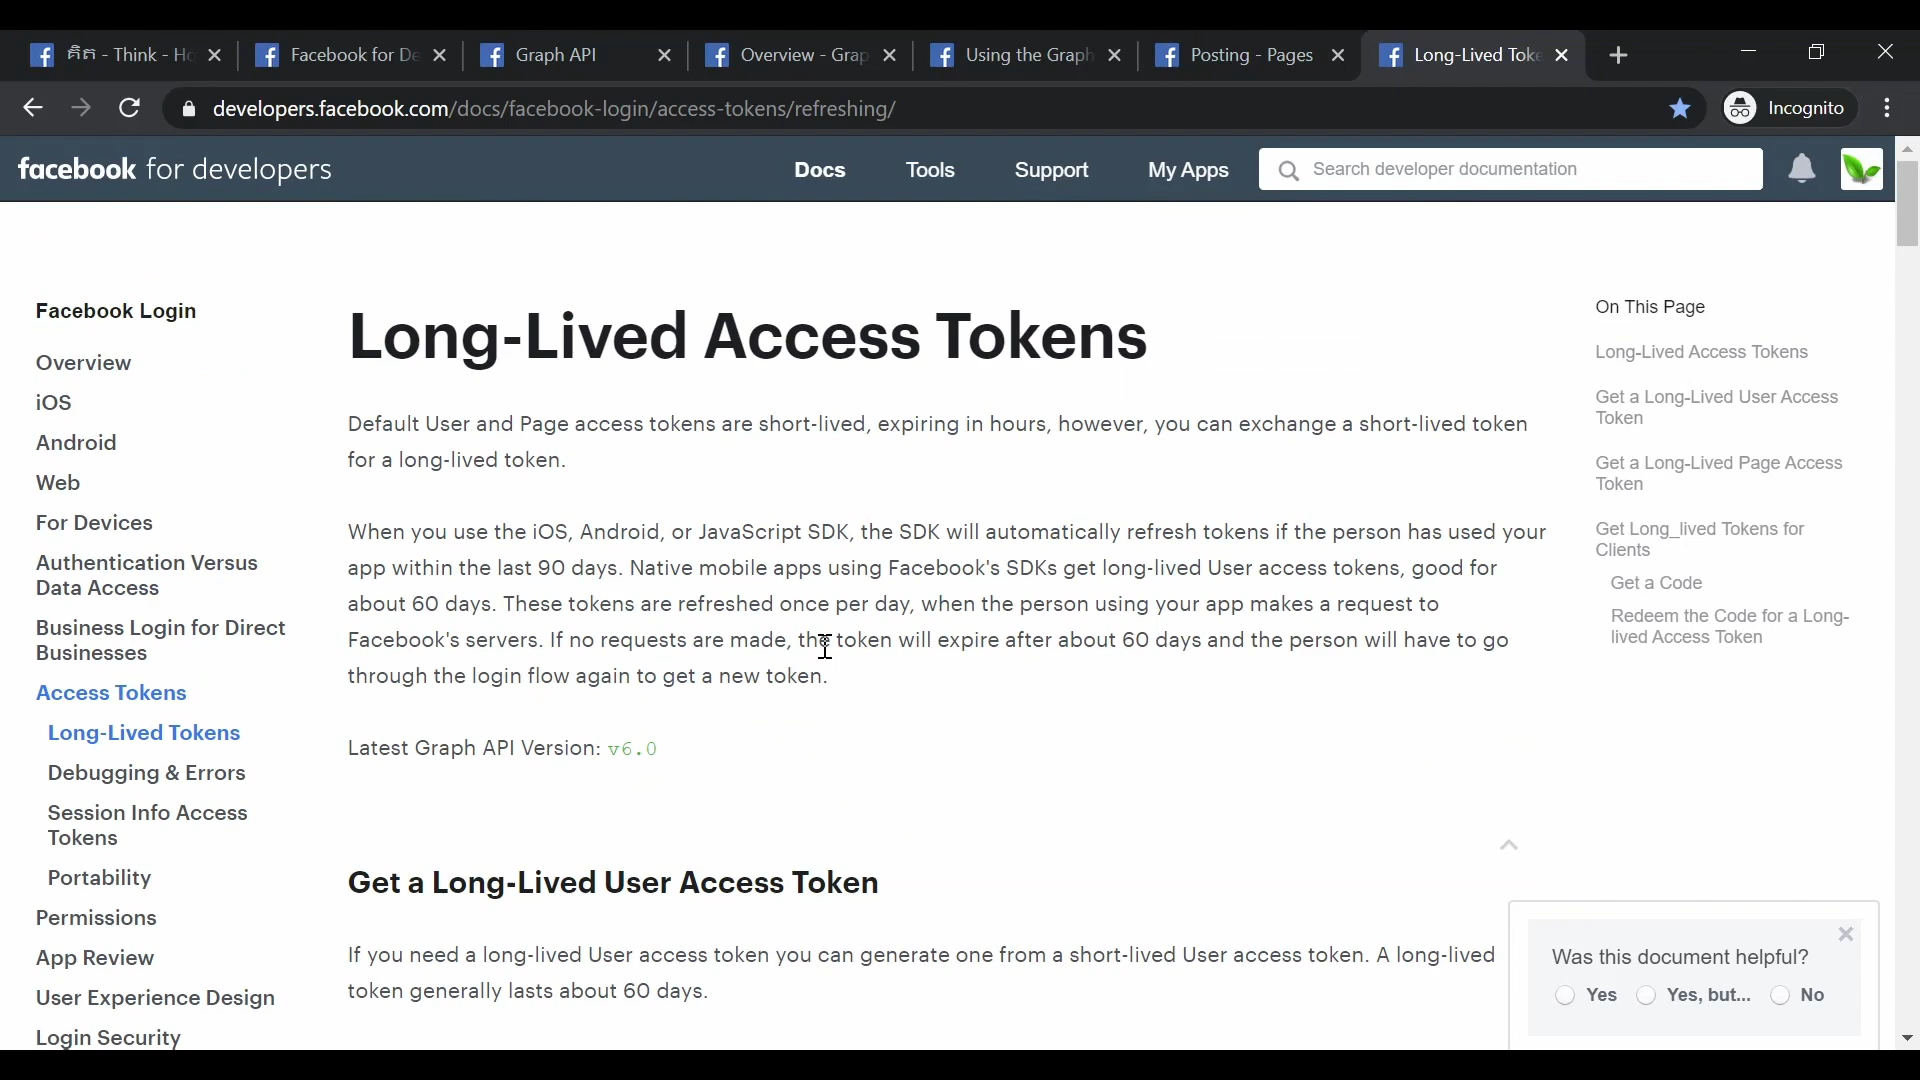 គិត - Think - Ho
Facebook for De
Graph API
Overview - Grap
Using the Graph
Posting - Pages
Long-Lived Toke
developers.facebook.com/docs/facebook-login/access-tokens/refreshing/
Incognito
facebook for developers
Docs
Tools
Support
My Apps
Search developer documentation
Facebook Login
Overview
iOS
Android
Web
For Devices
Authentication Versus
Data Access
Business Login for Direct
Businesses
Access Tokens
Long-Lived Tokens
Debugging & Errors
Session Info Access
Tokens
Portability
Permissions
App Review
User Experience Design
Login Security
Long-Lived Access Tokens
Default User and Page access tokens are short-lived, expiring in hours, however, you can exchange a short-lived token
for a long-lived token.
When you use the iOS, Android, or JavaScript SDK, the SDK will automatically refresh tokens if the person has used your
app within the last 90 days. Native mobile apps using Facebook's SDKs get long-lived User access tokens, good for
about 60 days. These tokens are refreshed once per day, when the person using your app makes a request to
Facebook's servers. If no requests are made, the token will expire after about 60 days and the person will have to go
through the login flow again to get a new token.
Latest Graph API Version: v6.0
Get a Long-Lived User Access Token
If you need a long-lived User access token you can generate one from a short-lived User access token. A long-lived
token generally lasts about 60 days.
On This Page
Long-Lived Access Tokens
Get a Long-Lived User Access
Token
Get a Long-Lived Page Access
Token
Get Long_lived Tokens for
Clients
Get a Code
Redeem the Code for a Long-
lived Access Token
Was this document helpful?
Yes
Yes, but...
No